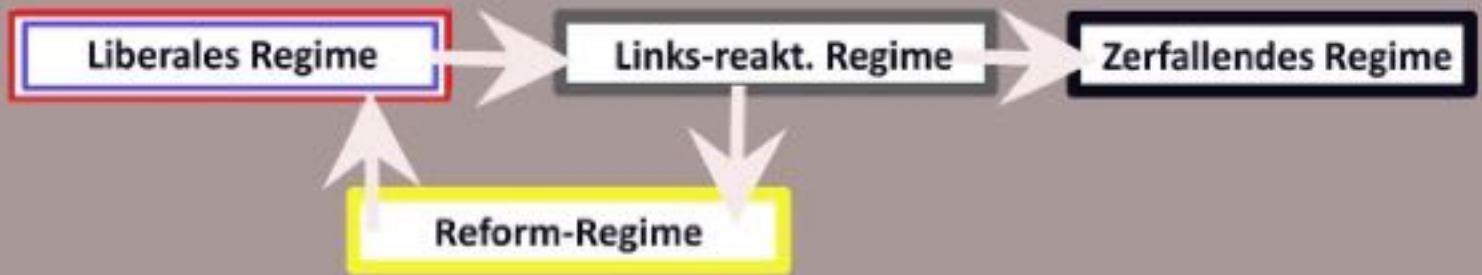 Liberales Regime
Links-reakt. Regime
Zerfallendes Regime
Reform-Regime